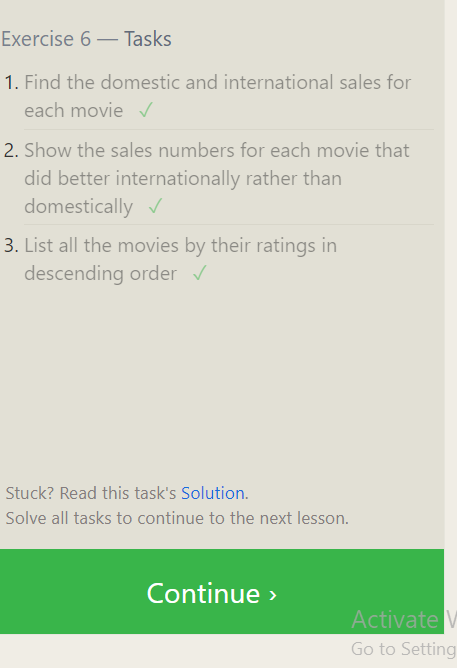 Exercise 6 — Tasks
1. Find the domestic and international sales for
each movie ✓
2. Show the sales numbers for each movie that
did better internationally rather than
domestically ✓
3. List all the movies by their ratings in
descending order ✓
Stuck? Read this task's Solution.
Solve all tasks to continue to the next lesson.
Continue ›
Activate W
Go to Setting